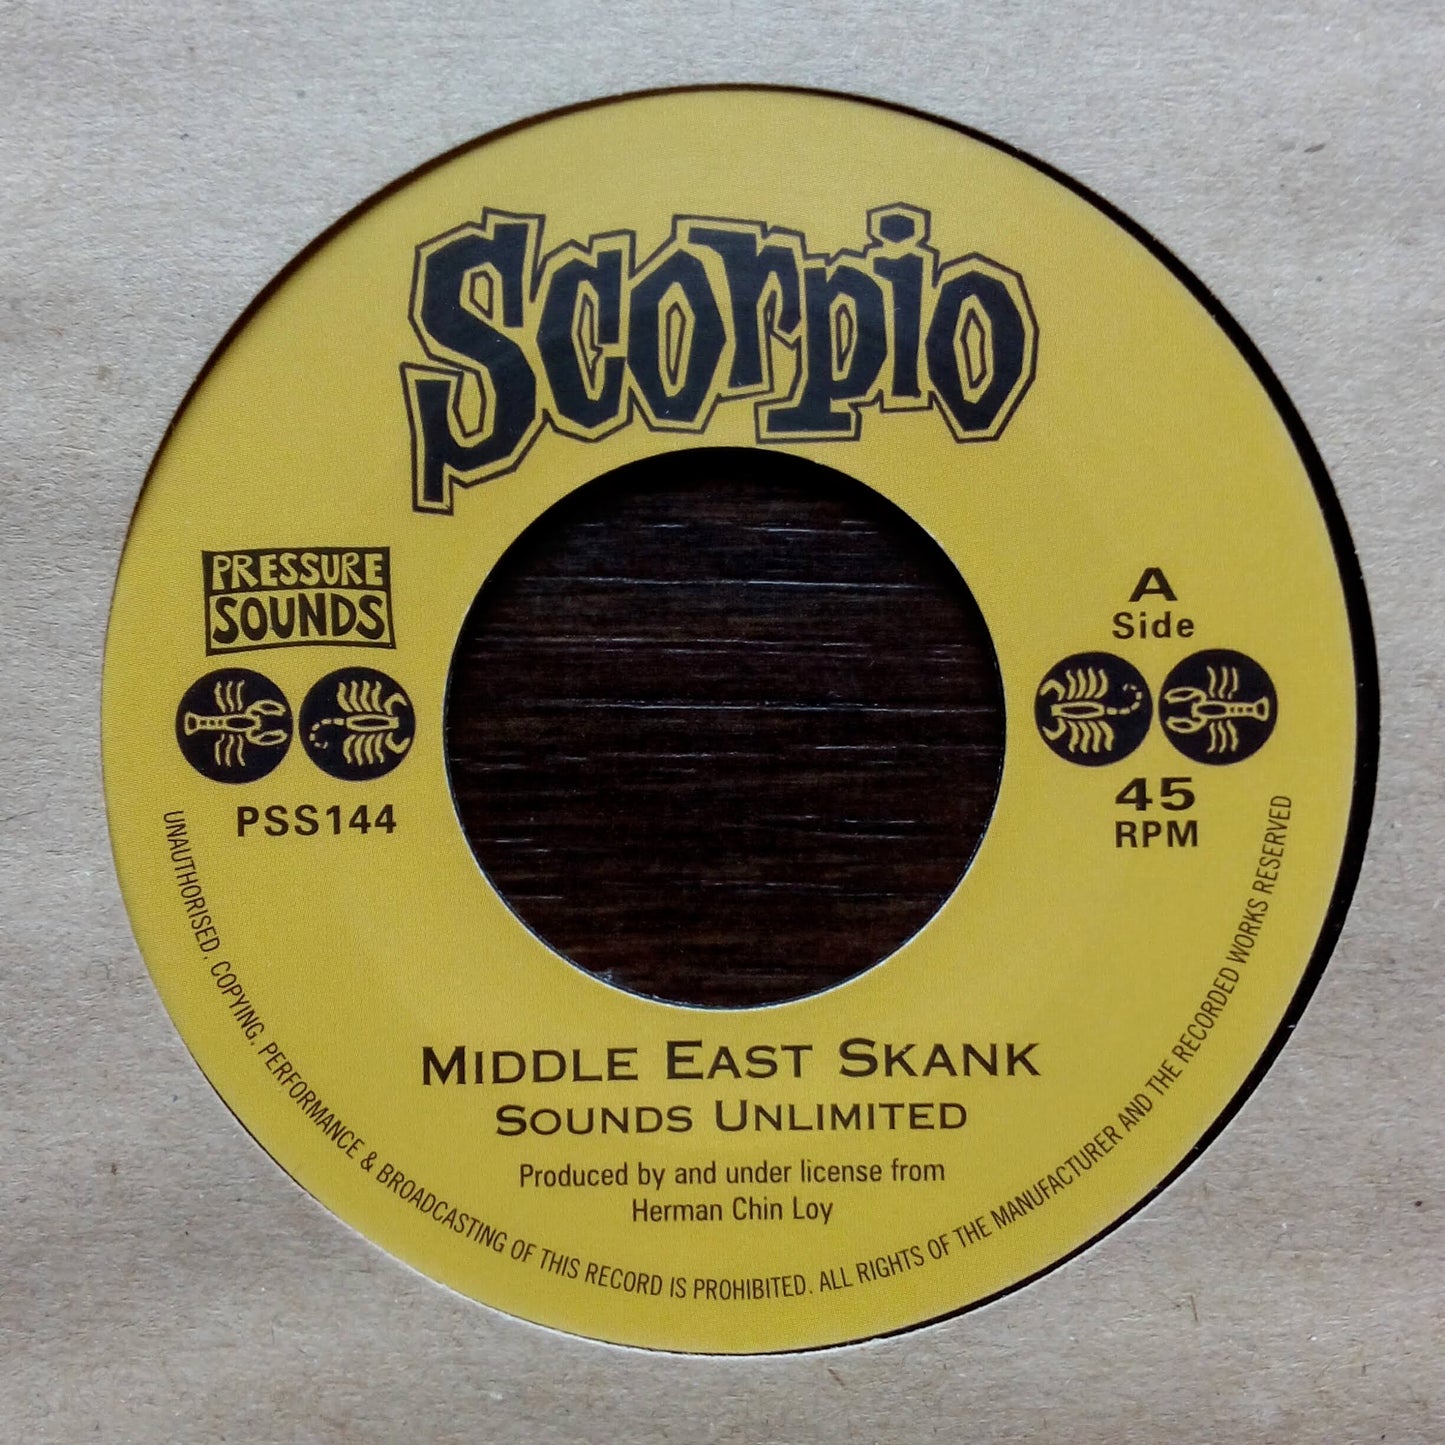 Scorpio
PRESSURE
SOUNDS
PSS144
A
Side
45
RPM
MIDDLE EAST SKANK
SOUNDS UNLIMITED
Produced by and under license from
Herman Chin Loy
UNAUTHORISED, COPYING, PERFORMANCE & BROADCASTING OF THIS RECORD IS PROHIBITED. ALL RIGHTS OF THE MANUFACTURER AND THE RECORDED WORKS RESERVED